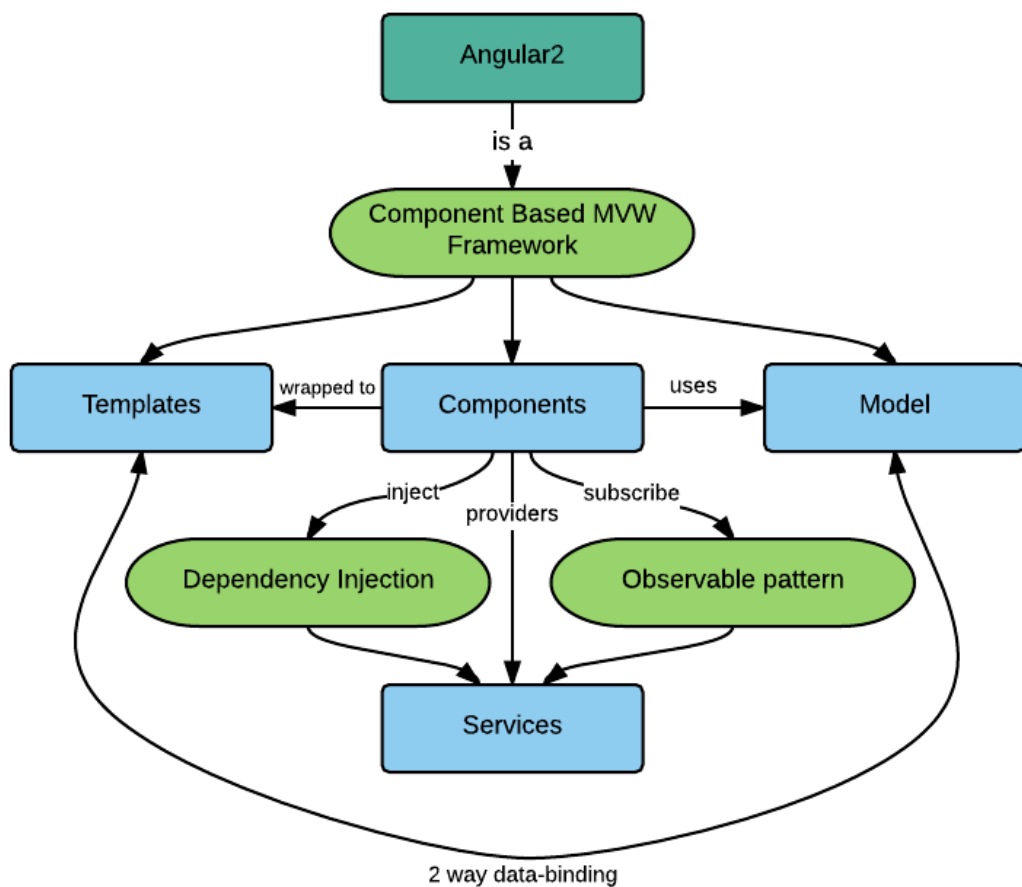 Angular2
is a
Component Based MVW
Framework
Templates
wrapped to
Components
uses
Model
inject
providers
subscribe
Dependency Injection
Observable pattern
Services
2 way data-binding